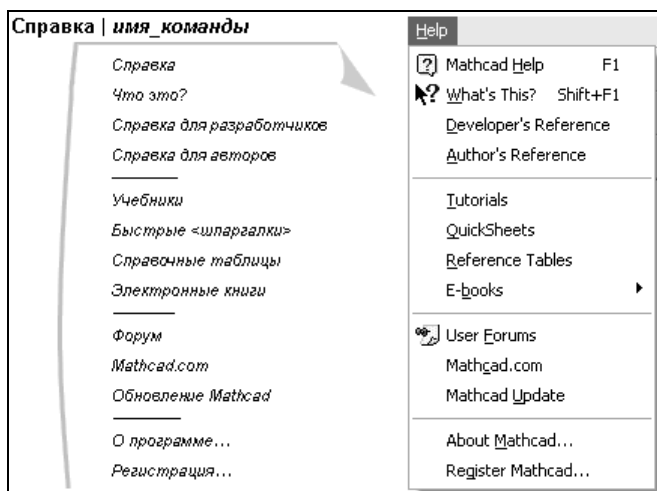 Справка | имя_команды
Справка
Что это?
Справка для разработчиков
Справка для авторов
Учебники
Быстрые <шпаргалки>
Справочные таблицы
Электронные книги
Форум
Mathcad.com
Обновление Mathcad
О программе...
Регистрация...
Help
Mathcad Help F1
What's This? Shift+F1
Developer's Reference
Author's Reference
Tutorials
QuickSheets
Reference Tables
E-books
User Forums
Mathcad.com
Mathcad Update
About Mathcad...
Register Mathcad...